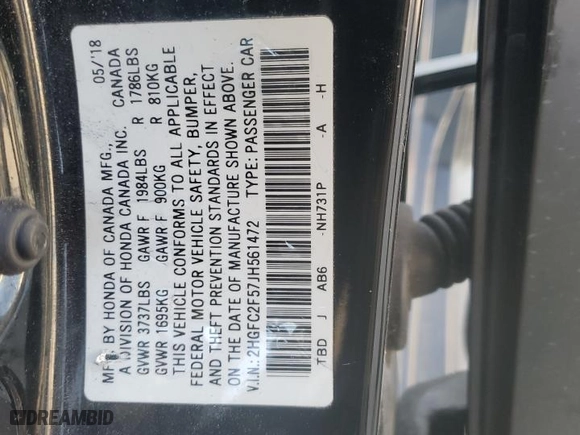 MFD BY HONDA OF CANADA MFG., 05/'18
A DIVISION OF HONDA CANADA INC. CANADA
GVWR 3737LBS GAWR F 1984LBS R 1786LBS
GVWR 1695KG GAWR F 900KG R 810KG
THIS VEHICLE CONFORMS TO ALL APPLICABLE
FEDERAL MOTOR VEHICLE SAFETY, BUMPER,
AND THEFT PREVENTION STANDARDS IN EFFECT
ON THE DATE OF MANUFACTURE SHOWN ABOVE.
V.I.N.: 2HGFC2F57JH561472 TYPE: PASSENGER CAR
TBD J AB6 -NH731P -A -H
DREAMBID